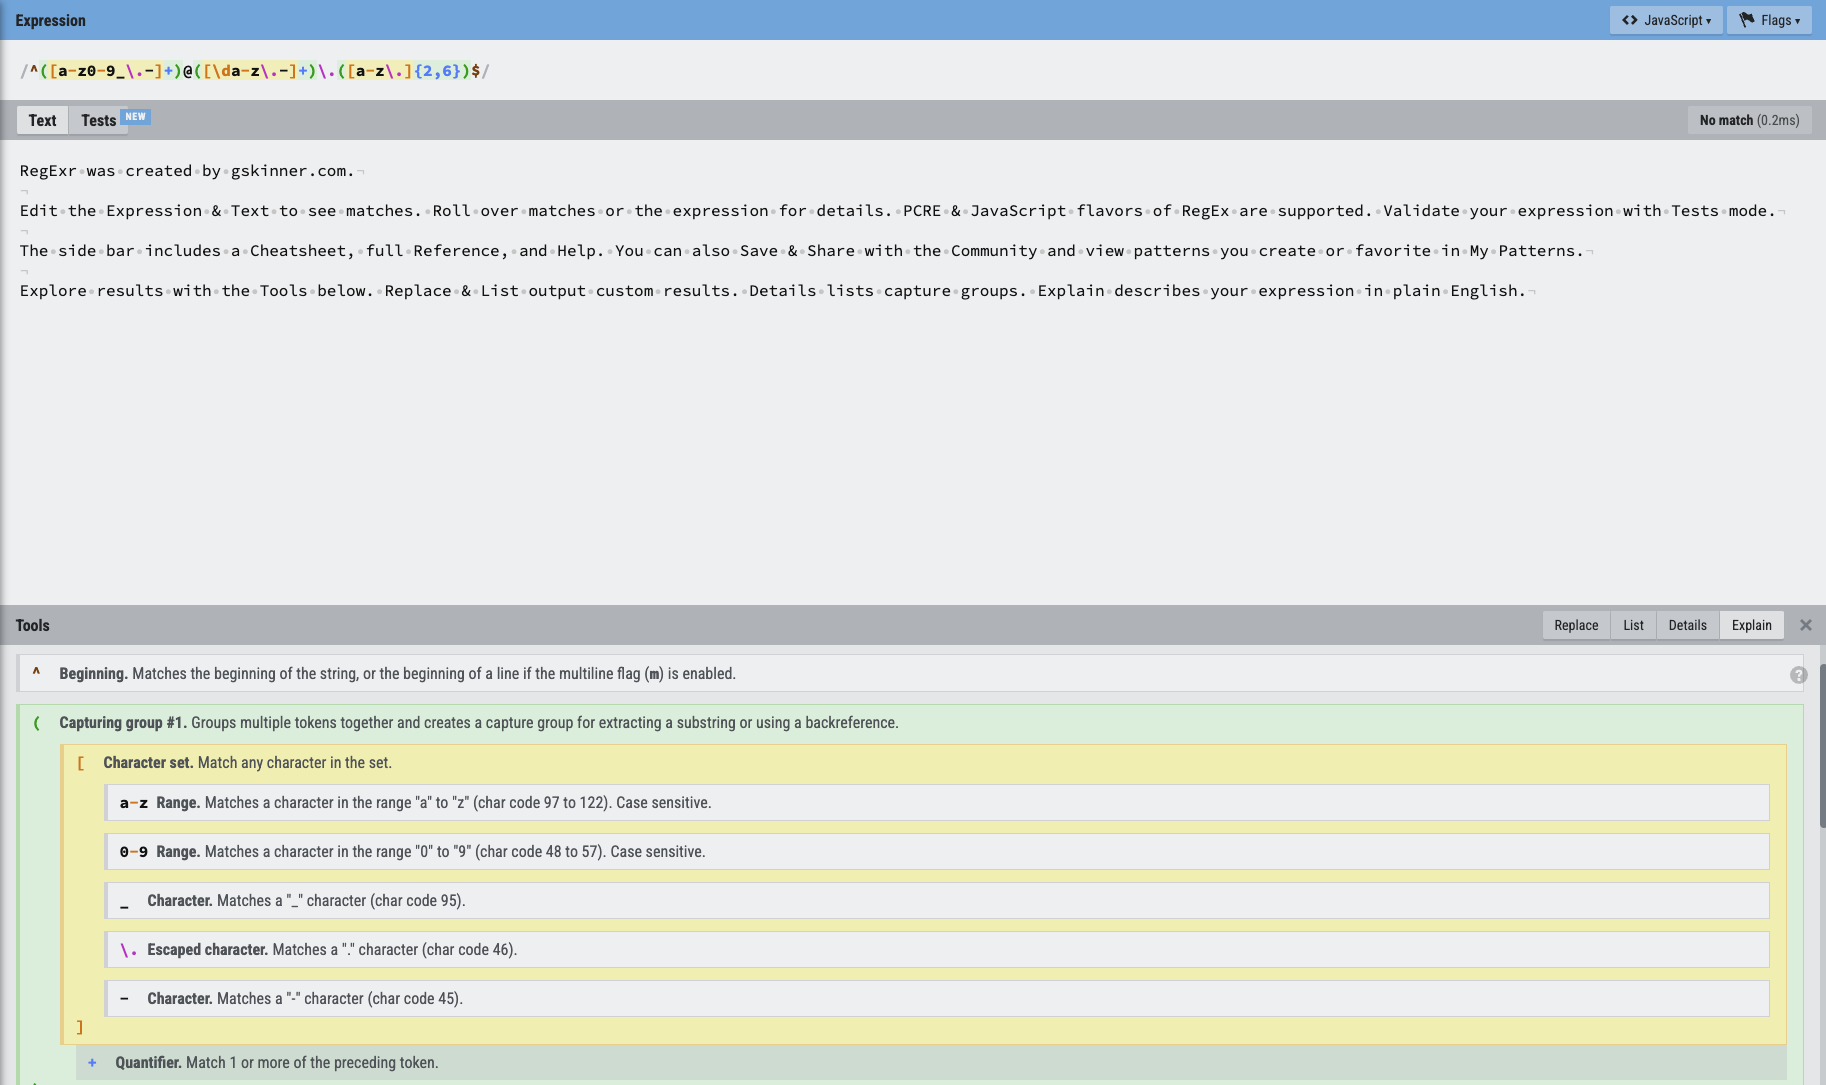 Expression
<> JavaScript ▾
Flags ▾
/^([a-z0-9_\.-]+)@([\da-z\.-]+)\.([a-z\.]{2,6})$/
Text
Tests NEW
No match (0.2ms)
RegExr was created by gskinner.com.
Edit the Expression & Text to see matches. Roll over matches or the expression for details. PCRE & JavaScript flavors of RegEx are supported. Validate your expression with Tests mode.
The side bar includes a Cheatsheet, full Reference, and Help. You can also Save & Share with the Community and view patterns you create or favorite in My Patterns.
Explore results with the Tools below. Replace & List output custom results. Details lists capture groups. Explain describes your expression in plain English.
Tools
Replace
List
Details
Explain
^ Beginning. Matches the beginning of the string, or the beginning of a line if the multiline flag (m) is enabled.
?
( Capturing group #1. Groups multiple tokens together and creates a capture group for extracting a substring or using a backreference.
[ Character set. Match any character in the set.
a-z Range. Matches a character in the range "a" to "z" (char code 97 to 122). Case sensitive.
0-9 Range. Matches a character in the range "0" to "9" (char code 48 to 57). Case sensitive.
_ Character. Matches a "_" character (char code 95).
\. Escaped character. Matches a "." character (char code 46).
- Character. Matches a "-" character (char code 45).
]
+ Quantifier. Match 1 or more of the preceding token.